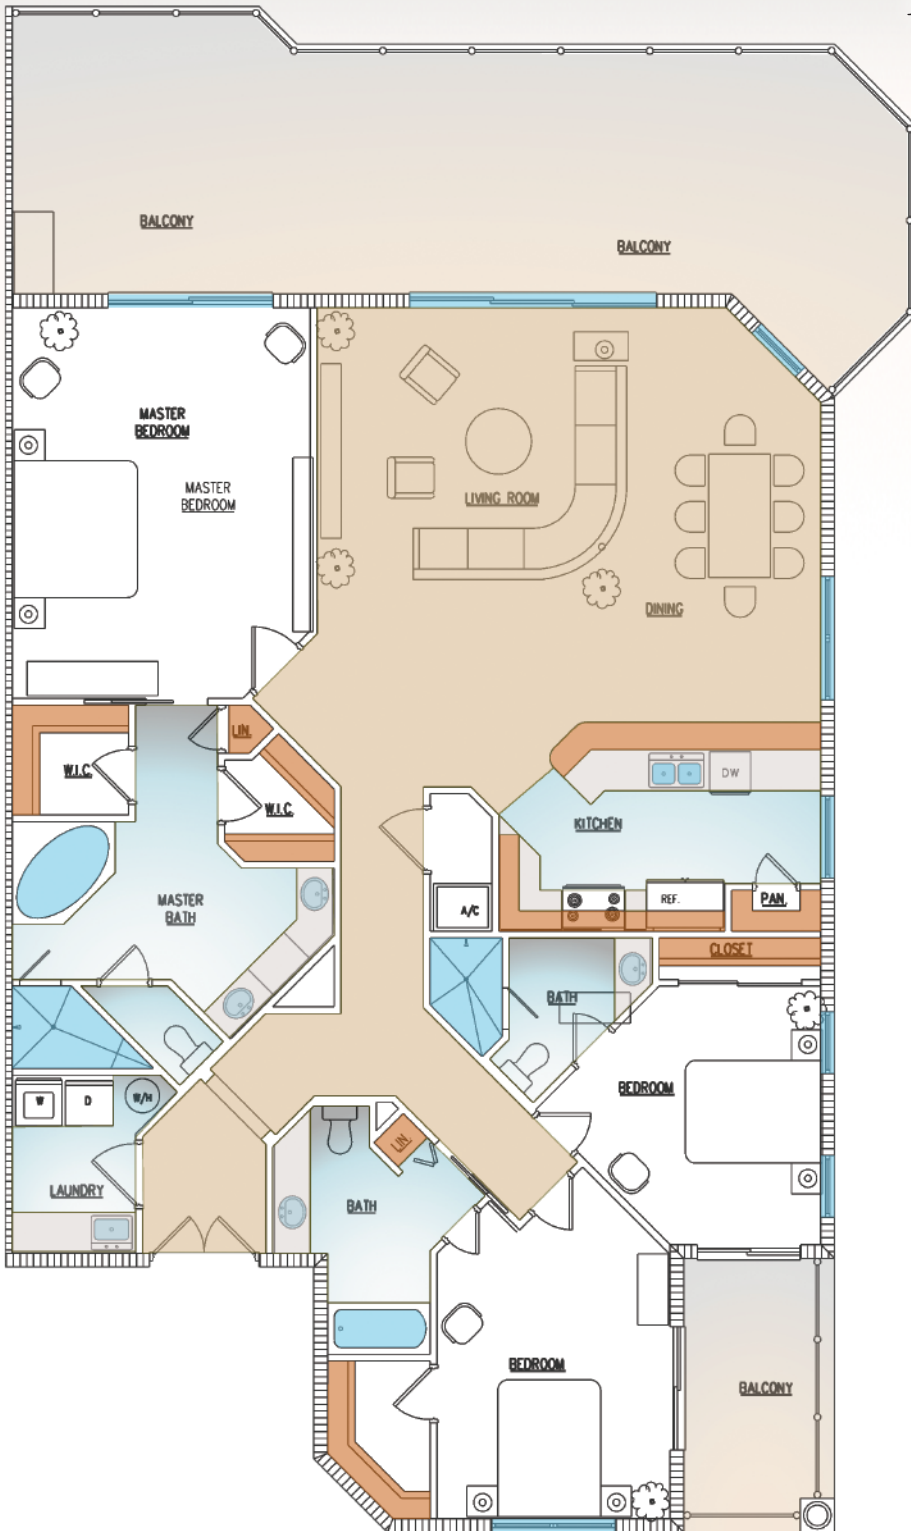 BALCONY
BALCONY
MASTER
BEDROOM
MASTER
BEDROOM
LIVING ROOM
DINING
LIN.
W.I.C.
W.I.C.
DW
KITCHEN
MASTER
BATH
A/C
REF.
PAN.
CLOSET
BATH
BEDROOM
W
D
W/H
LIN.
LAUNDRY
BATH
BEDROOM
BALCONY